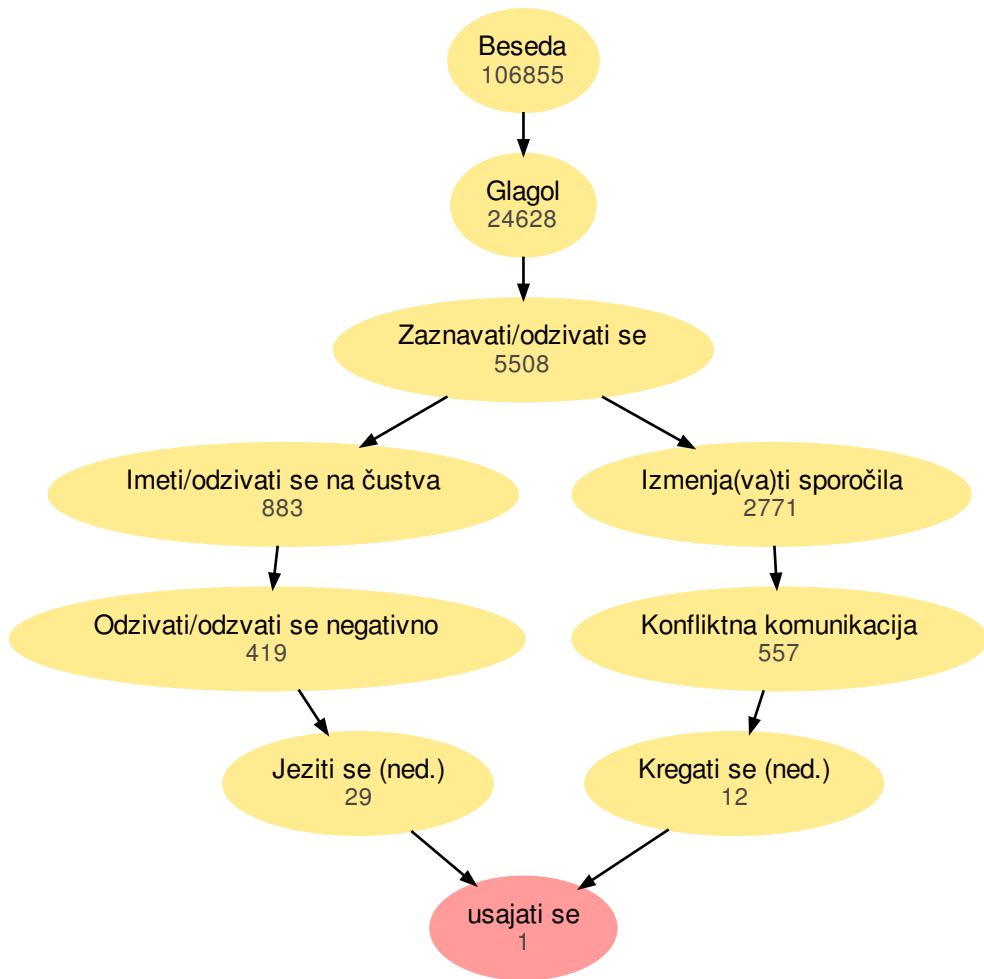 Beseda
106855
Glagol
24628
Zaznavati/odzivati se
5508
Imeti/odzivati se na čustva
883
Izmenja(va)ti sporočila
2771
Odzivati/odzvati se negativno
419
Konfliktna komunikacija
557
Jeziti se (ned.)
29
Kregati se (ned.)
12
usajati se
1